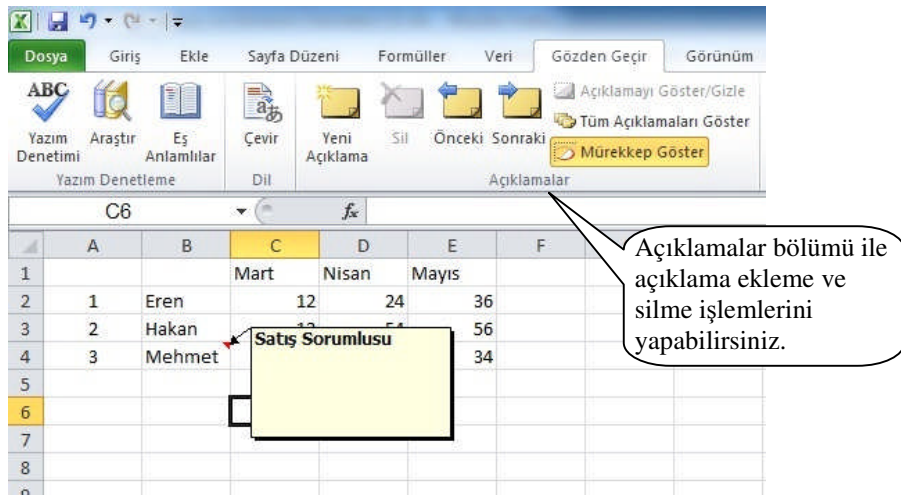 Dosya Giriş Ekle Sayfa Düzeni Formüller Veri Gözden Geçir Görünüm
ABC
Yazım Denetimi
Araştır
Eş Anlamlılar
Yazım Denetleme
aあ
Çevir
Dil
Yeni Açıklama
Sil
Önceki Sonraki
Açıklamayı Göster/Gizle
Tüm Açıklamaları Göster
Mürekkep Göster
Açıklamalar
C6 fx
A B C D E F
1 Mart Nisan Mayıs
2 1 Eren 12 24 36
3 2 Hakan 56
4 3 Mehmet 34
5
6
7
8
Satış Sorumlusu
Açıklamalar bölümü ile
açıklama ekleme ve
silme işlemlerini
yapabilirsiniz.